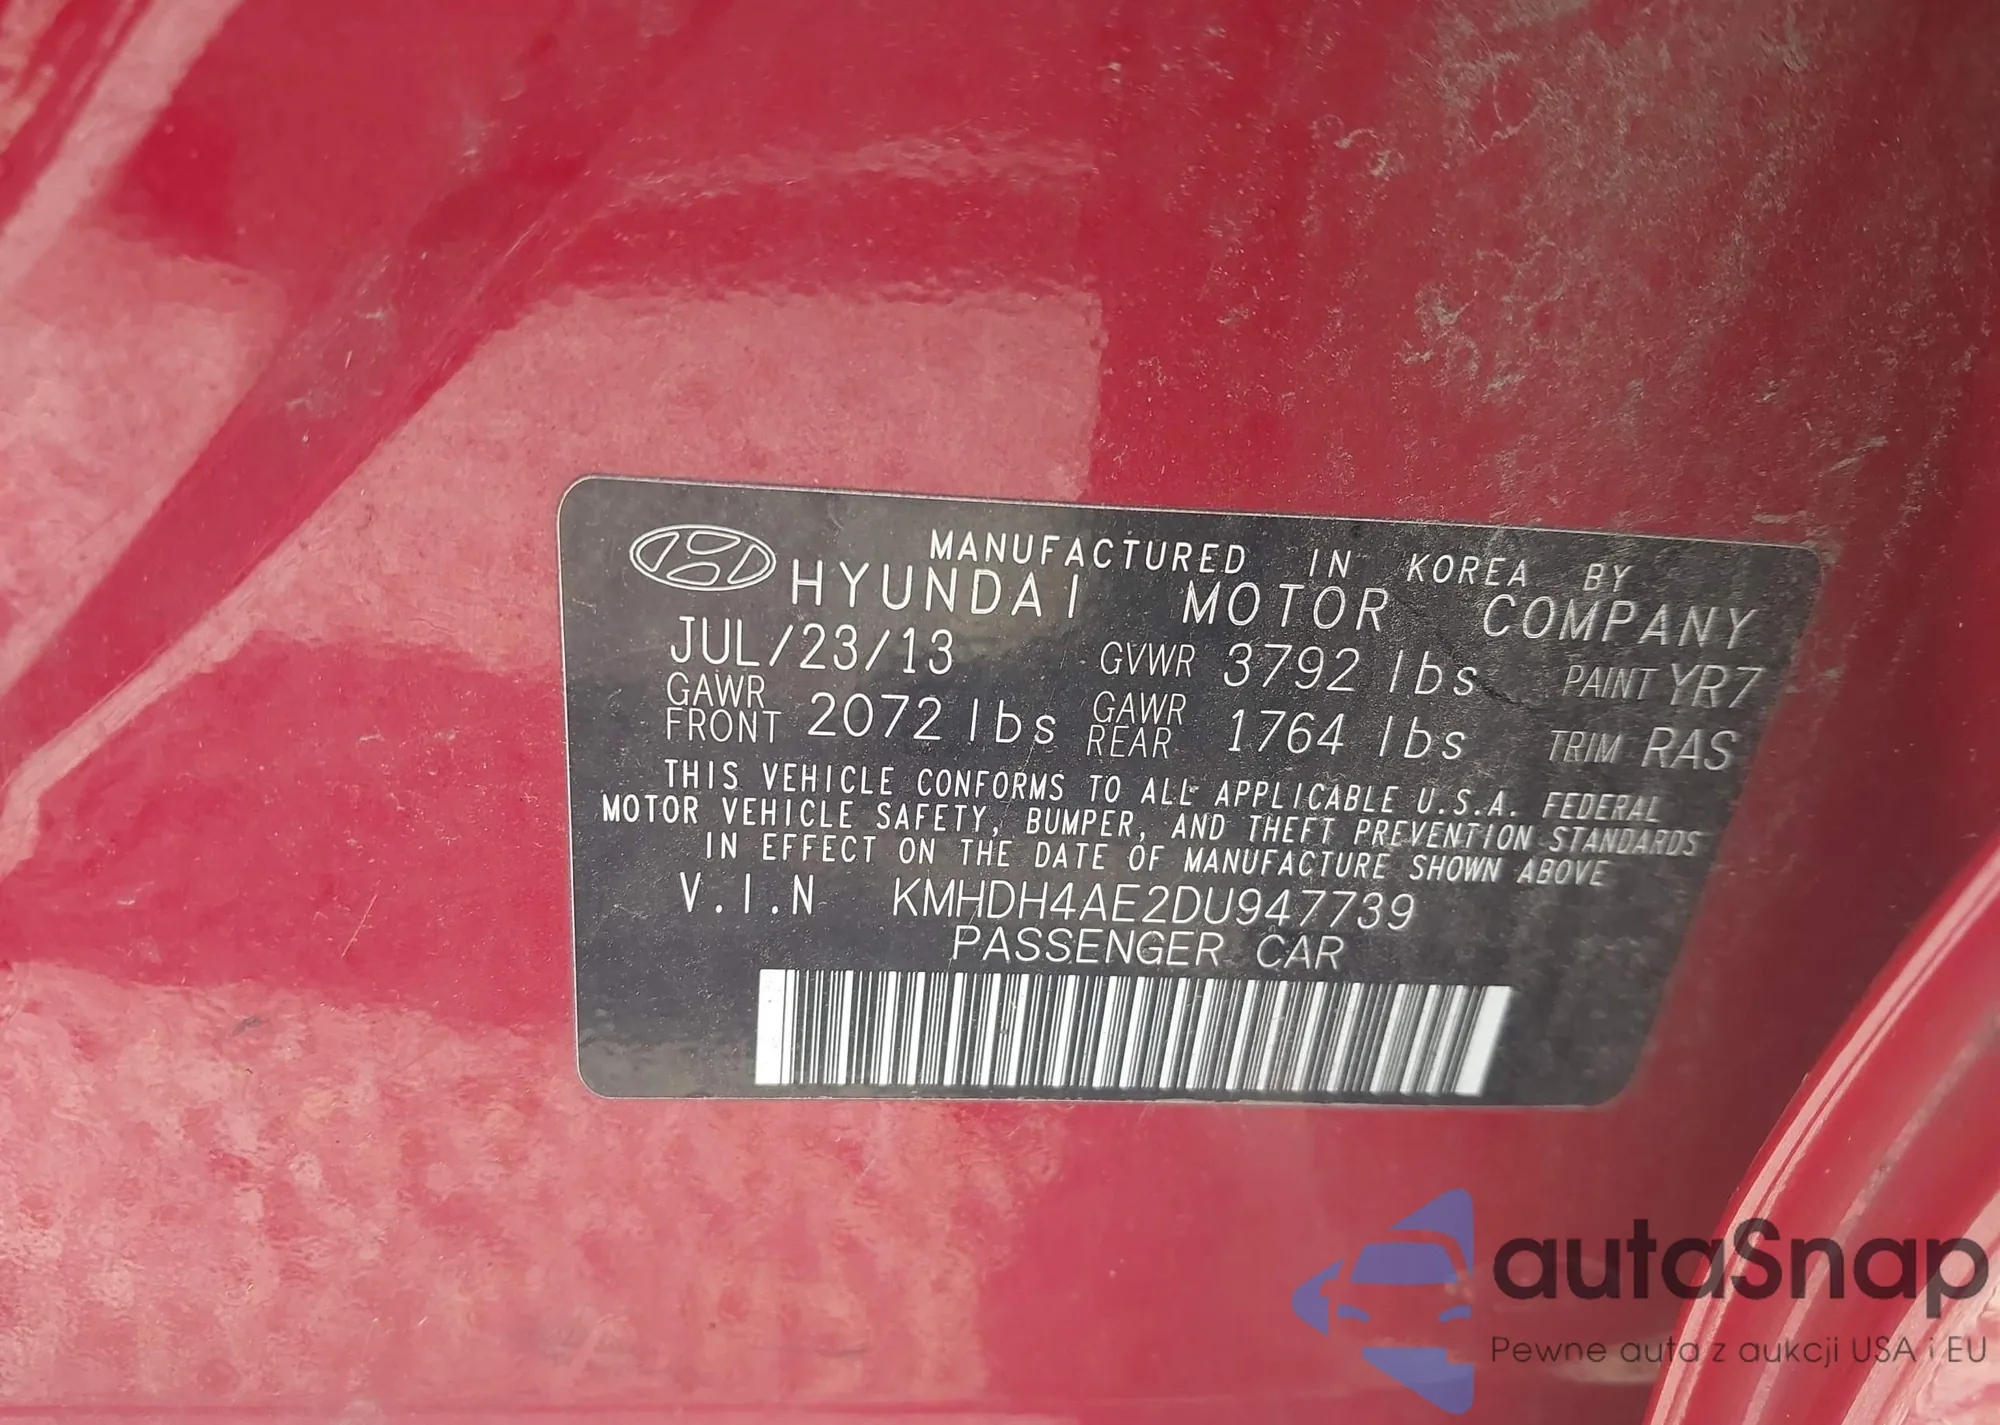 MANUFACTURED IN KOREA BY
HYUNDAI MOTOR COMPANY
JUL/23/13 GVWR 3792 lbs PAINT YR7
GAWR FRONT 2072 lbs GAWR REAR 1764 lbs TRIM RAS
THIS VEHICLE CONFORMS TO ALL APPLICABLE U.S.A. FEDERAL
MOTOR VEHICLE SAFETY, BUMPER, AND THEFT PREVENTION STANDARDS
IN EFFECT ON THE DATE OF MANUFACTURE SHOWN ABOVE
V.I.N KMHDH4AE2DU947739
PASSENGER CAR
autaSnap
Pewne auta z aukcji USA i EU